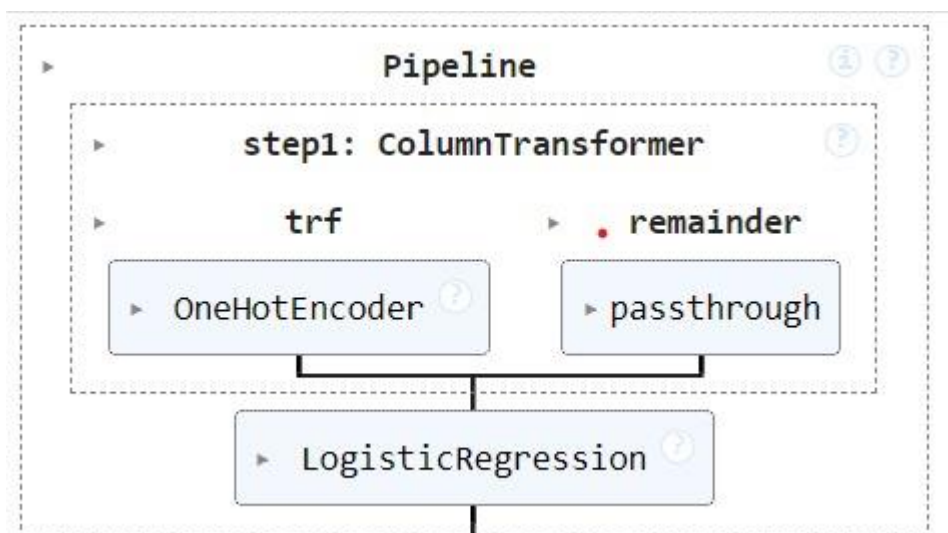 Pipeline
i ?
step1: ColumnTransformer
?
trf
remainder
OneHotEncoder ?
passthrough
LogisticRegression ?